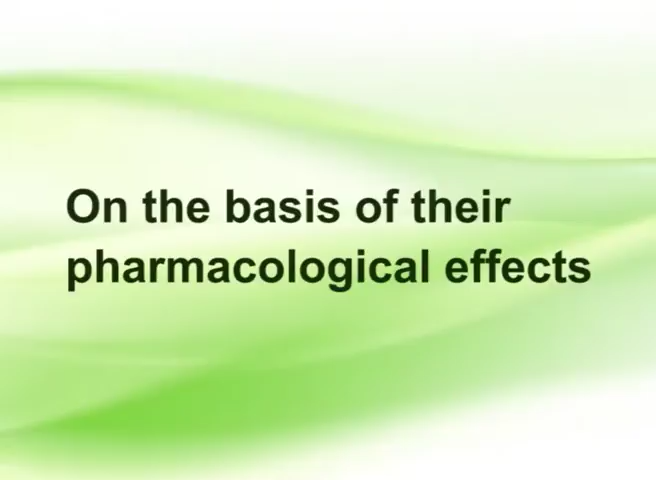 On the basis of their
pharmacological effects